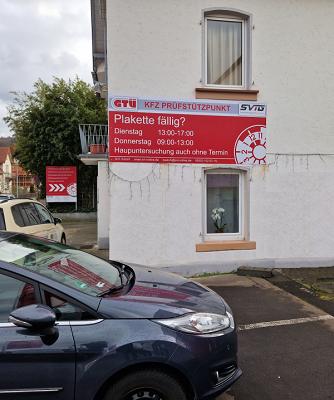 GTÜ KFZ PRÜFSTÜTZPUNKT SVTÜ
Plakette fällig?
Dienstag 13:00-17:00
Donnerstag 09:00-13:00
Haupuntersuchung auch ohne Termin